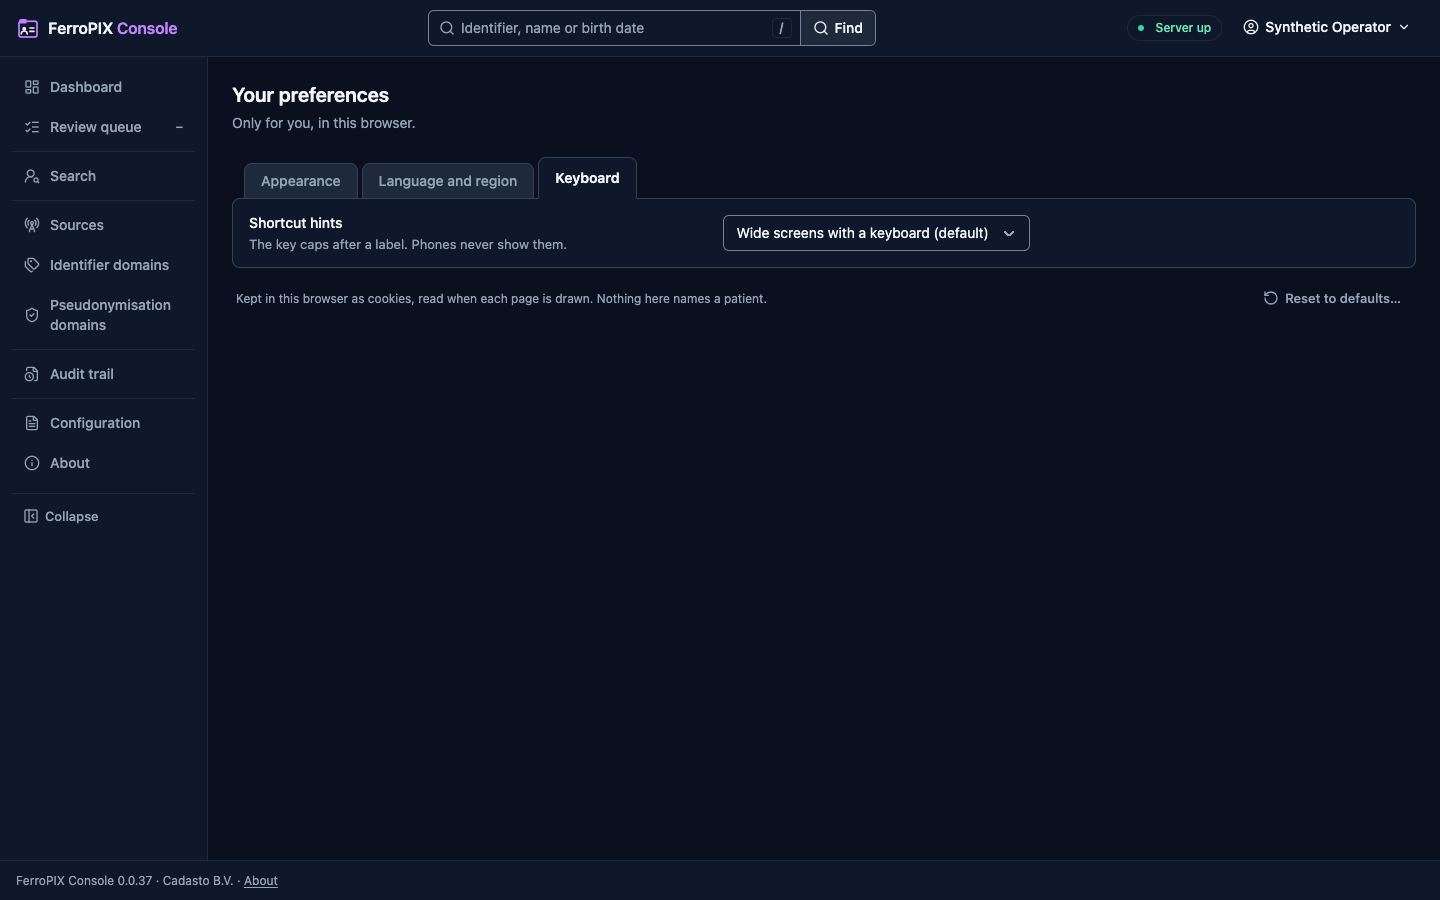 FerroPIX Console
Identifier, name or birth date
/
Find
Server up
Synthetic Operator
Dashboard
Review queue –
Search
Sources
Identifier domains
Pseudonymisation
domains
Audit trail
Configuration
About
Collapse
Your preferences
Only for you, in this browser.
Appearance
Language and region
Keyboard
Shortcut hints
The key caps after a label. Phones never show them.
Wide screens with a keyboard (default)
Kept in this browser as cookies, read when each page is drawn. Nothing here names a patient.
Reset to defaults...
FerroPIX Console 0.0.37 · Cadasto B.V. · About